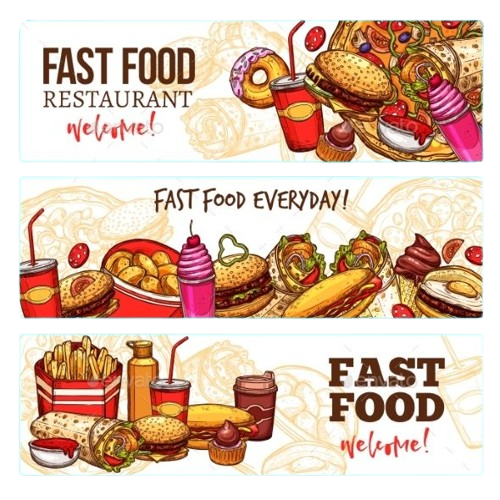 FAST FOOD
RESTAURANT
welcome!
FAST FOOD EVERYDAY!
FAST
FOOD
welcome!